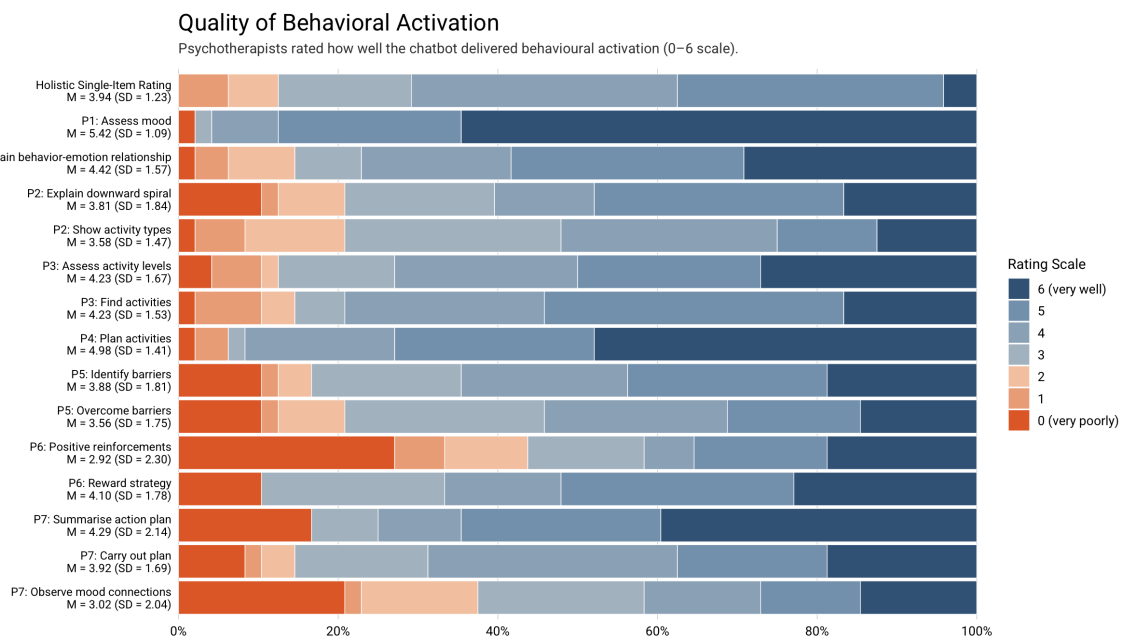 Quality of Behavioral Activation
Psychotherapists rated how well the chatbot delivered behavioural activation (0–6 scale).
Holistic Single-Item Rating
M = 3.94 (SD = 1.23)
P1: Assess mood
M = 5.42 (SD = 1.09)
behavior-emotion relationship
M = 4.42 (SD = 1.57)
P2: Explain downward spiral
M = 3.81 (SD = 1.84)
P2: Show activity types
M = 3.58 (SD = 1.47)
P3: Assess activity levels
M = 4.23 (SD = 1.67)
P3: Find activities
M = 4.23 (SD = 1.53)
P4: Plan activities
M = 4.98 (SD = 1.41)
P5: Identify barriers
M = 3.88 (SD = 1.81)
P5: Overcome barriers
M = 3.56 (SD = 1.75)
P6: Positive reinforcements
M = 2.92 (SD = 2.30)
P6: Reward strategy
M = 4.10 (SD = 1.78)
P7: Summarise action plan
M = 4.29 (SD = 2.14)
P7: Carry out plan
M = 3.92 (SD = 1.69)
P7: Observe mood connections
M = 3.02 (SD = 2.04)
0%
20%
40%
60%
80%
100%
Rating Scale
6 (very well)
5
4
3
2
1
0 (very poorly)